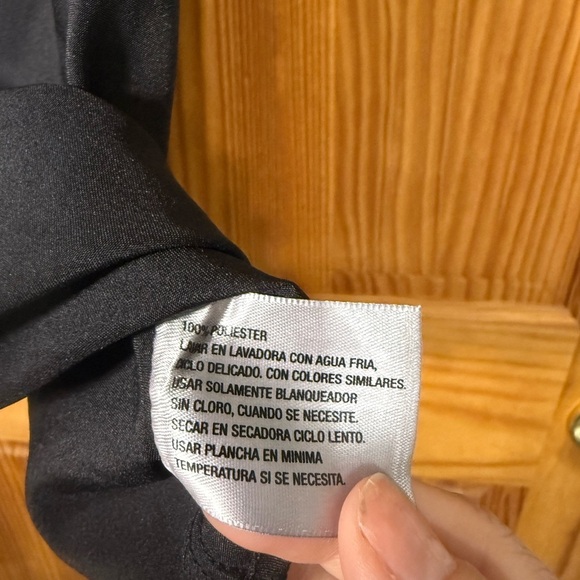 100% POLIESTER
LAVAR EN LAVADORA CON AGUA FRIA,
CICLO DELICADO. CON COLORES SIMILARES.
USAR SOLAMENTE BLANQUEADOR
SIN CLORO, CUANDO SE NECESITE.
SECAR EN SECADORA CICLO LENTO.
USAR PLANCHA EN MINIMA
TEMPERATURA SI SE NECESITA.